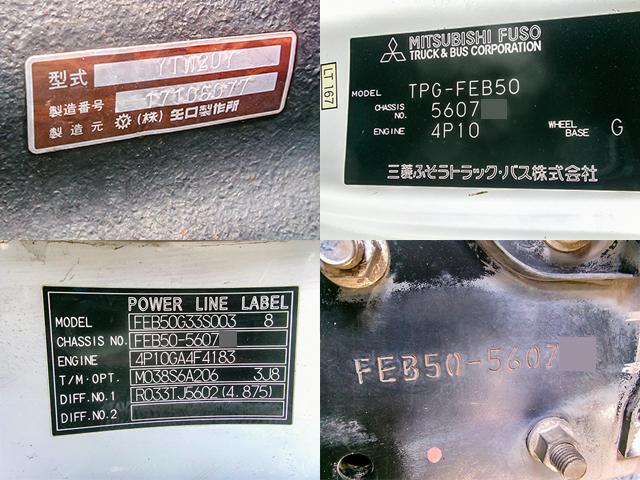 型式 YTW20Y
製造番号 17106077
製造元 (株) 矢口製作所
MITSUBISHI FUSO
TRUCK & BUS CORPORATION
LT167
MODEL TPG-FEB50
CHASSIS NO. 5607
ENGINE 4P10 WHEEL BASE G
三菱ふそうトラック・バス株式会社
POWER LINE LABEL
MODEL FEB50G33S003 8
CHASSIS NO. FEB50-5607
ENGINE 4P10GA4F4183
T/M・OPT. M038S6A206 3J8
DIFF.NO.1 R033TJ5602(4.875)
DIFF.NO.2
FEB50-5607